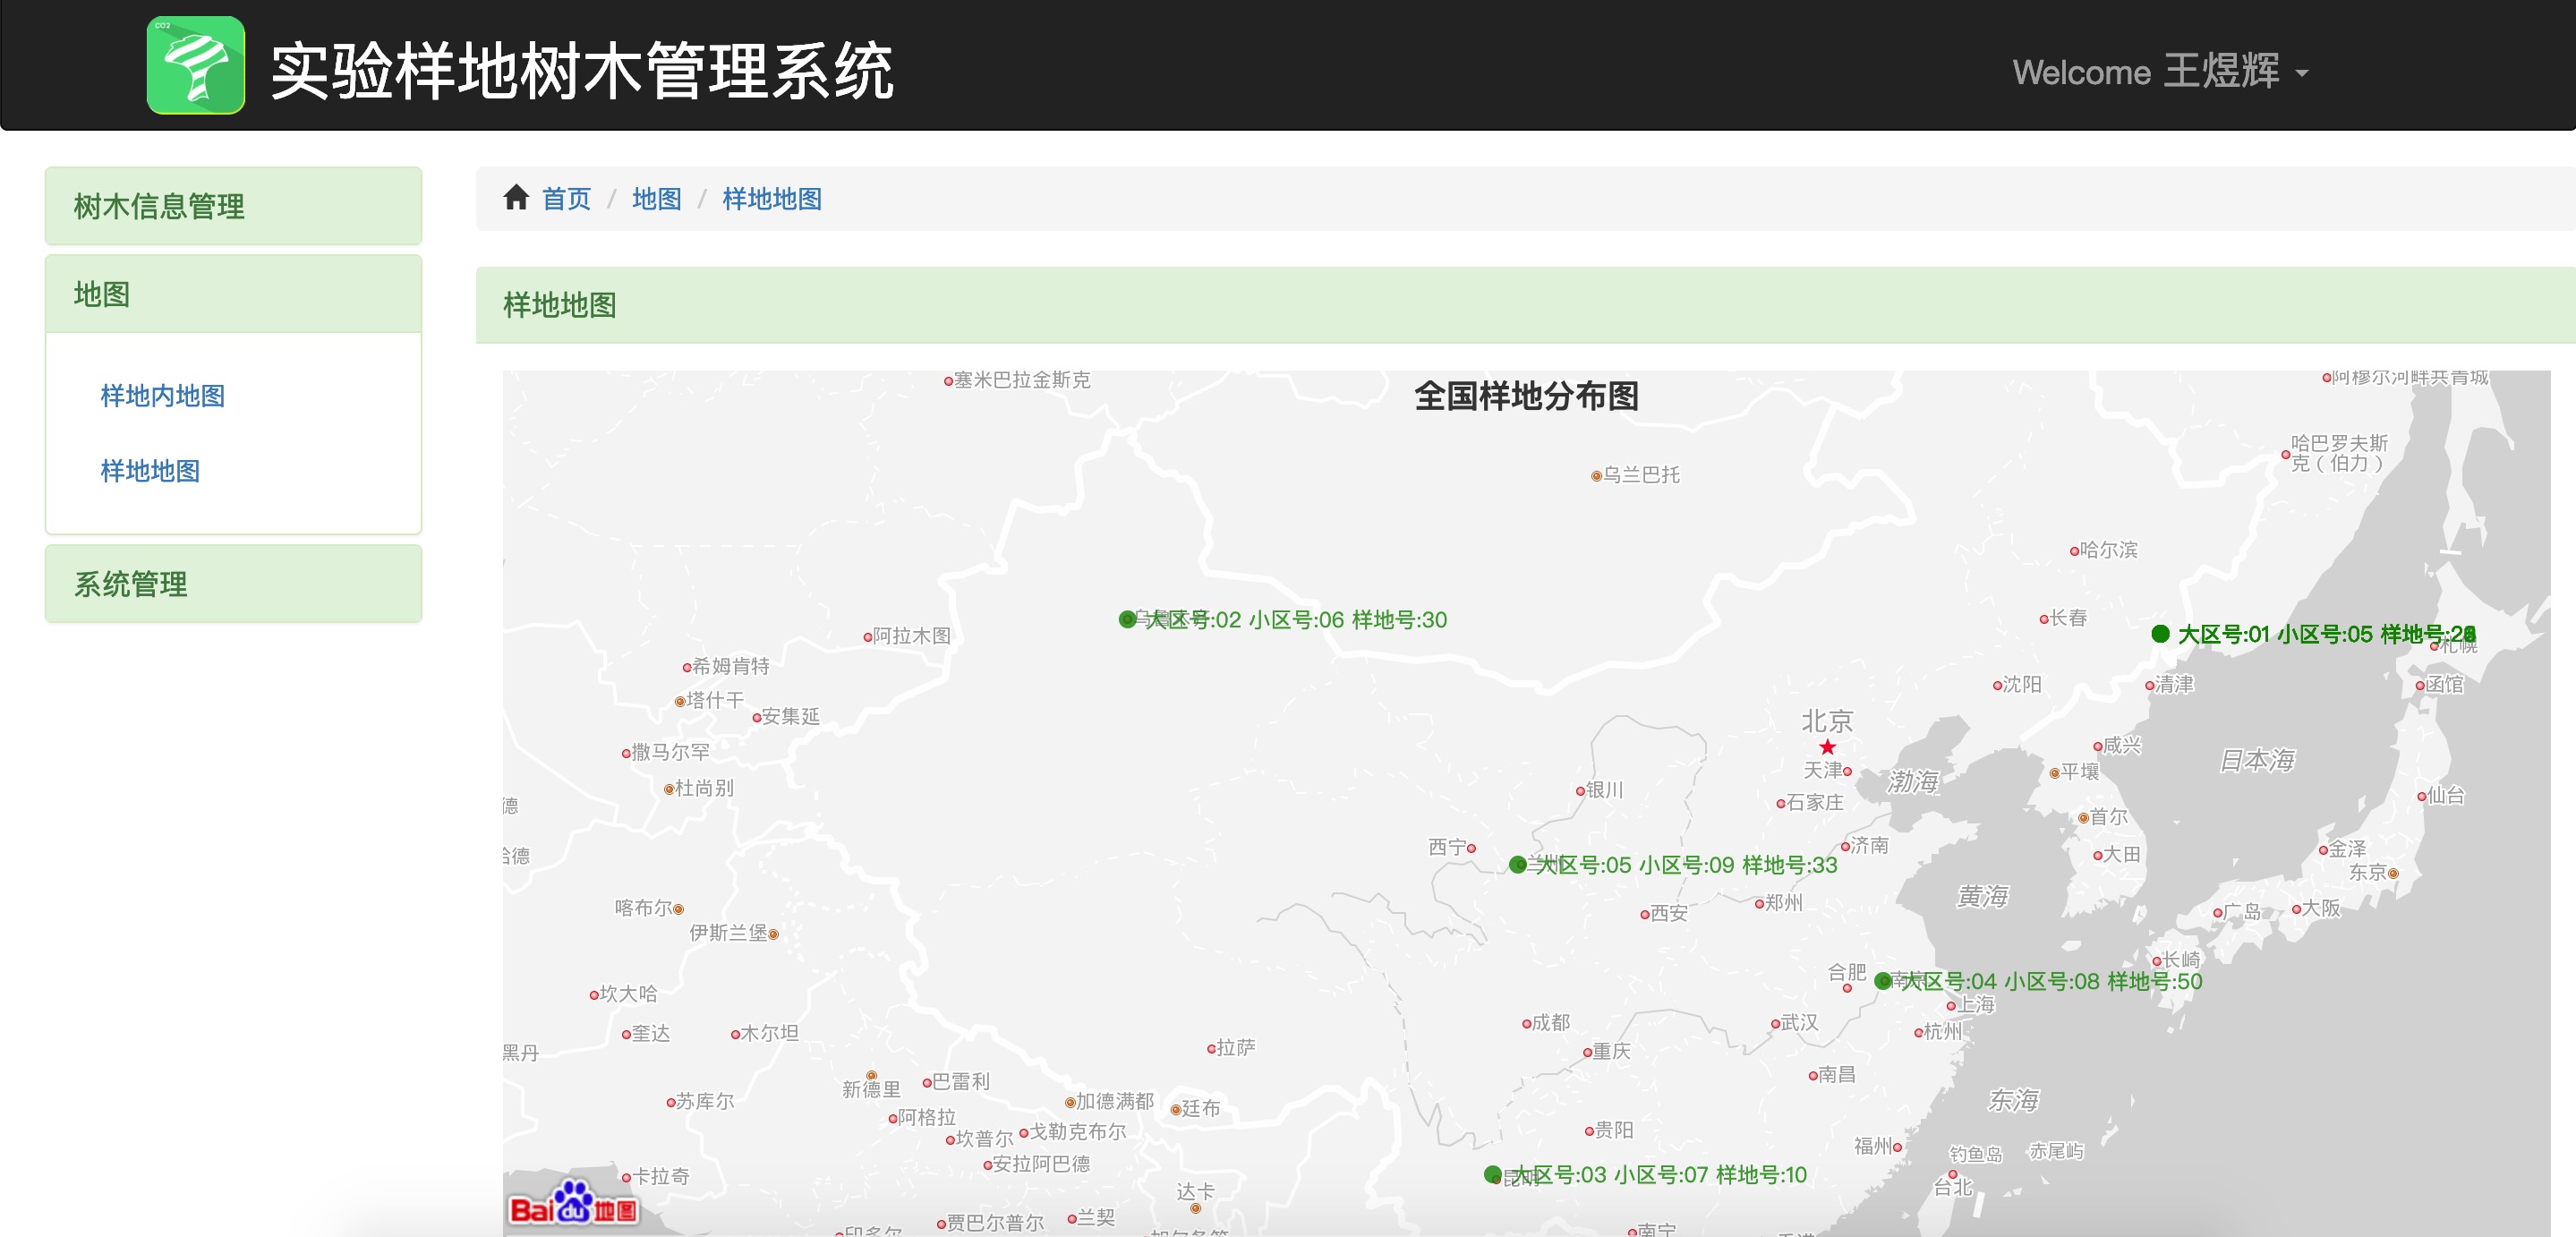 CO2
实验样地树木管理系统
Welcome 王煜辉
树木信息管理
地图
样地内地图
样地地图
系统管理
首页 / 地图 / 样地地图
样地地图
全国样地分布图
塞米巴拉金斯克
阿穆尔河畔共青城
哈巴罗夫斯
克（伯力）
乌兰巴托
哈尔滨
长春
大区号:02 小区号:06 样地号:30
大区号:01 小区号:05
札幌
阿拉木图
希姆肯特
塔什干
安集延
沈阳
清津
函馆
北京
撒马尔罕
杜尚别
天津
渤海
咸兴
平壤
日本海
银川
石家庄
仙台
首尔
德
哈德
西宁
大区号:05 小区号:09 样地号:33
济南
大田
金泽
东京
喀布尔
伊斯兰堡
西安
郑州
黄海
广岛
大阪
长崎
合肥
大区号:04 小区号:08 样地号:50
坎大哈
上海
奎达
木尔坦
成都
武汉
杭州
黑丹
拉萨
重庆
新德里
巴雷利
南昌
苏库尔
加德满都
廷布
东海
阿格拉
坎普尔
戈勒克布尔
贵阳
福州
钓鱼岛
赤尾屿
安拉阿巴德
卡拉奇
大区号:03 小区号:07 样地号:10
台北
达卡
Baidu地图
贾巴尔普尔
兰契
印多尔
南宁